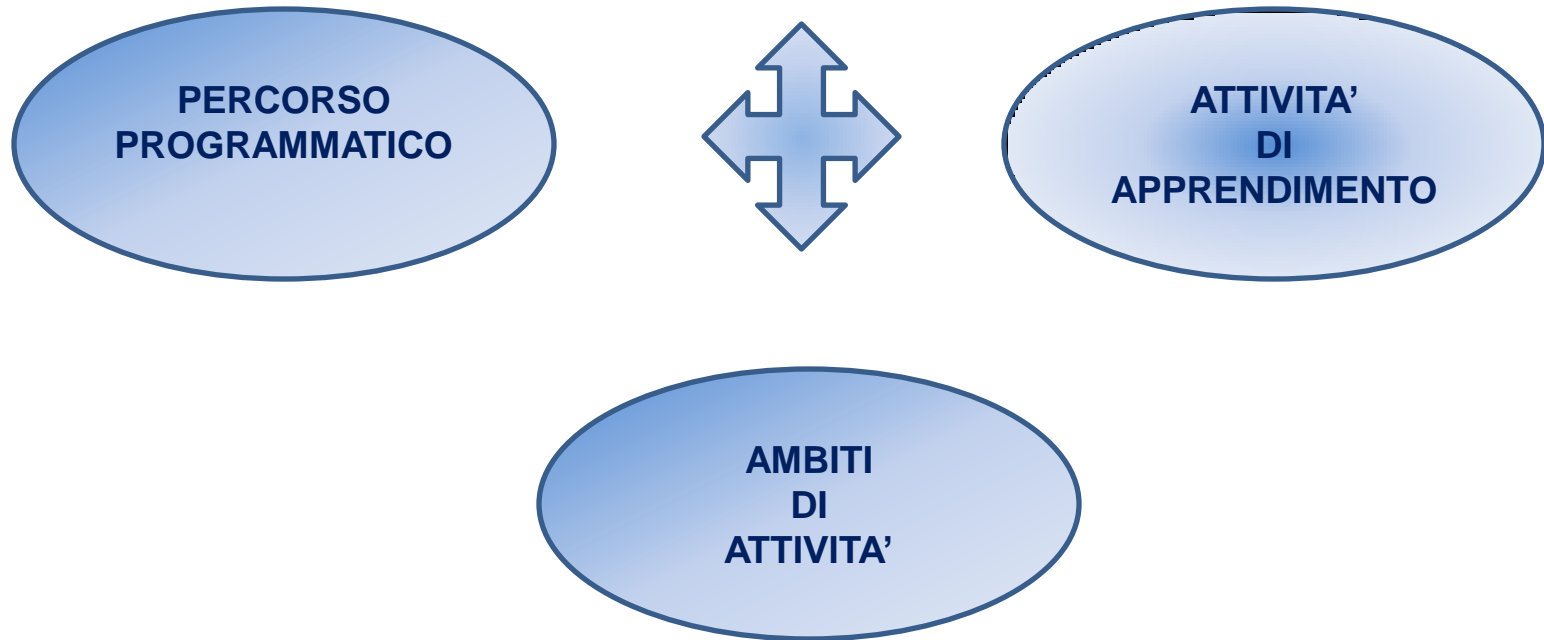 PERCORSO
PROGRAMMATICO
ATTIVITA’
DI
APPRENDIMENTO
AMBITI
DI
ATTIVITA’